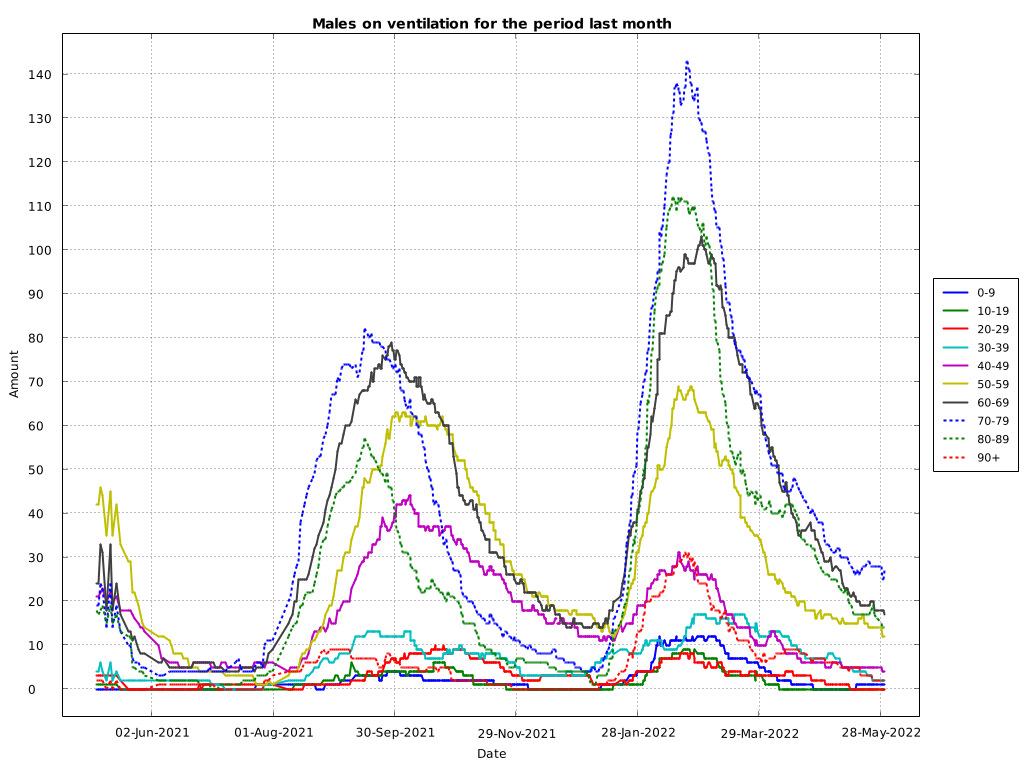 Males on ventilation for the period last month
Amount
140
130
120
110
100
90
80
70
60
50
40
30
20
10
0
02-Jun-2021
01-Aug-2021
30-Sep-2021
29-Nov-2021
28-Jan-2022
29-Mar-2022
28-May-2022
Date
0-9
10-19
20-29
30-39
40-49
50-59
60-69
70-79
80-89
90+